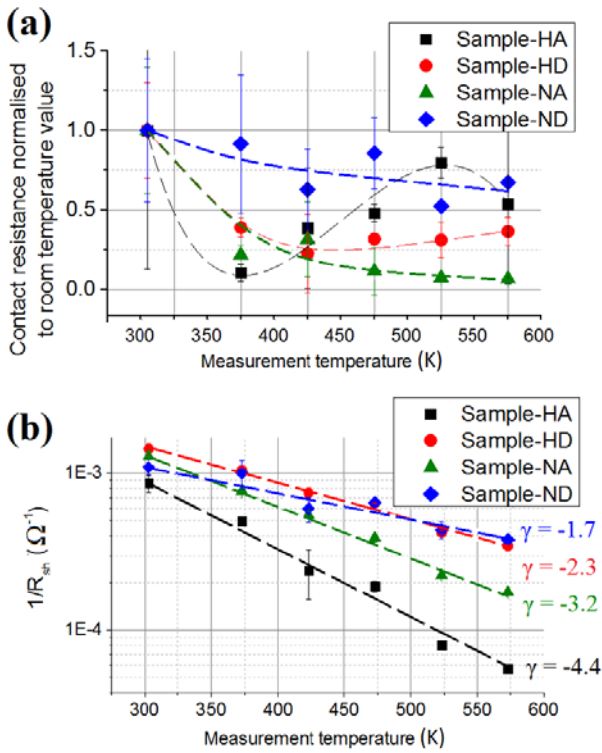 (a)
Contact resistance normalised
to room temperature value
1.5
1.0
0.5
0.0
Sample-HA
Sample-HD
Sample-NA
Sample-ND
300 350 400 450 500 550 600
Measurement temperature (K)
(b)
1/Rsh (Ω-1)
1E-3
1E-4
Sample-HA
Sample-HD
Sample-NA
Sample-ND
γ = -1.7
γ = -2.3
γ = -3.2
γ = -4.4
300 350 400 450 500 550 600
Measurement temperature (K)